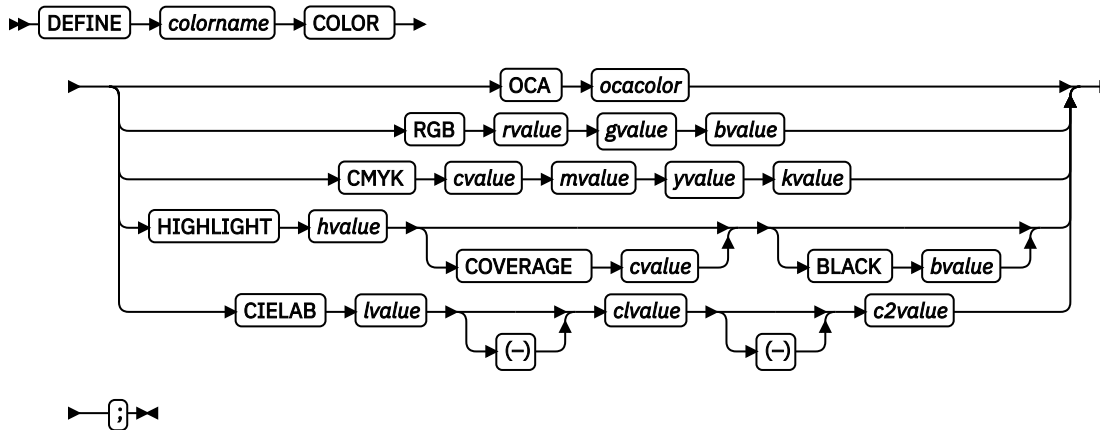 DEFINE colorname COLOR
OCA ocacolor
RGB rvalue gvalue bvalue
CMYK cvalue mvalue yvalue kvalue
HIGHLIGHT hvalue
COVERAGE cvalue BLACK bvalue
CIELAB lvalue clvalue c2value
(–) (–)
;